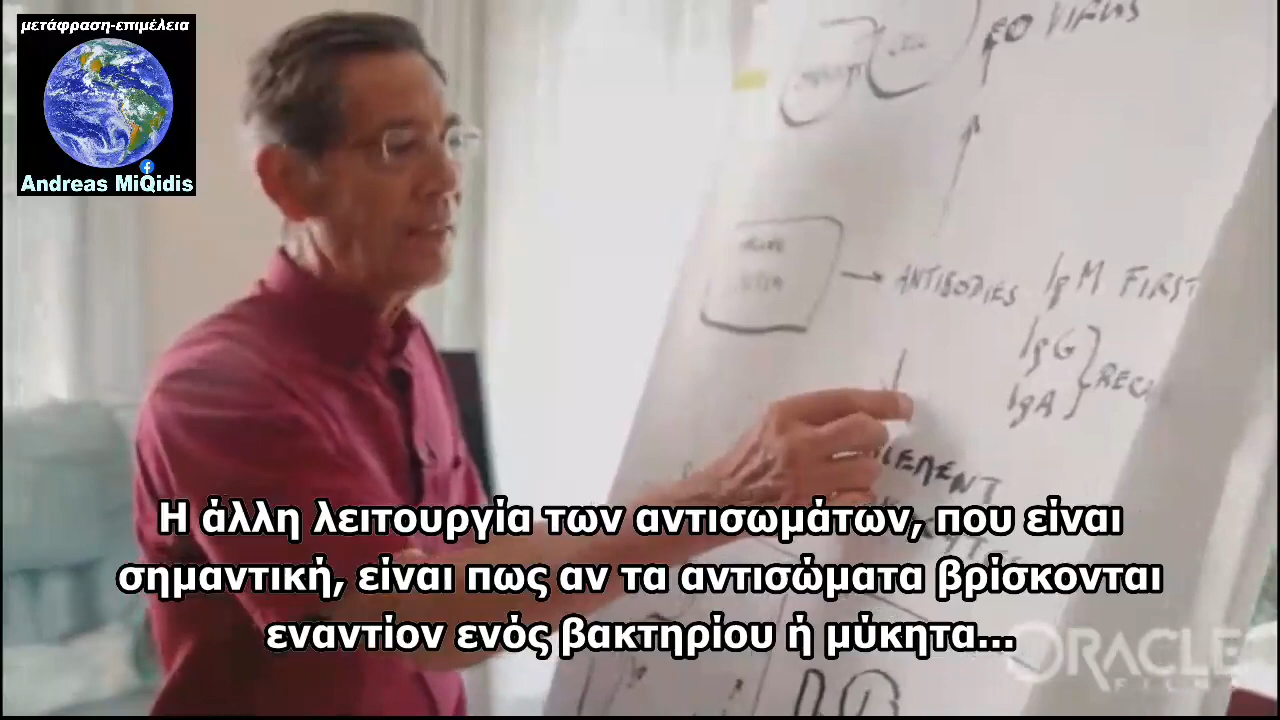 μετάφραση-επιμέλεια
Andreas MiQidis
VIRUS
ANTIBODIES IgM FIRST
IgG
IgA
Η άλλη λειτουργία των αντισωμάτων, που είναι
σημαντική, είναι πως αν τα αντισώματα βρίσκονται
εναντίον ενός βακτηρίου ή μύκητα...
ORACLE
FILMS